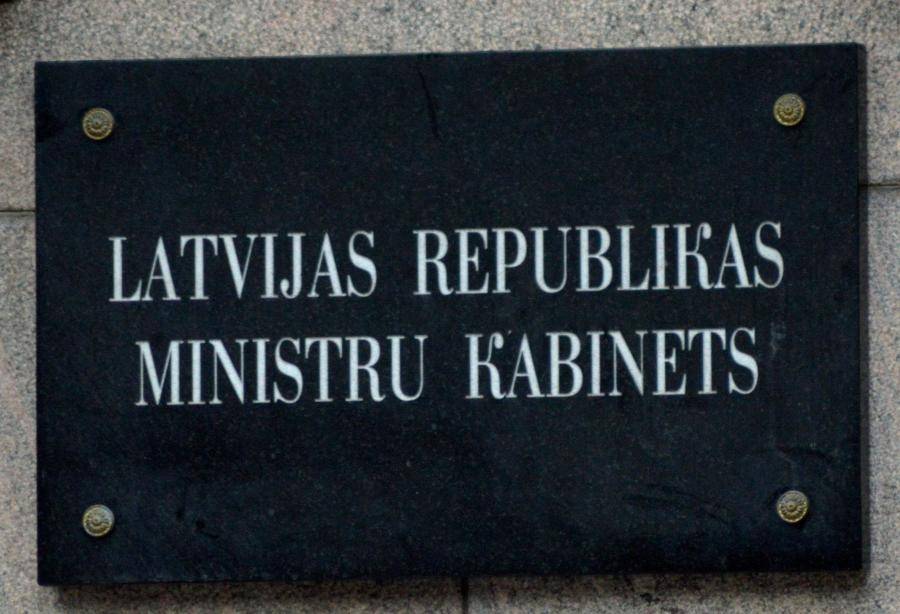 LATVIJAS REPUBLIKAS
MINISTRU KABINETS